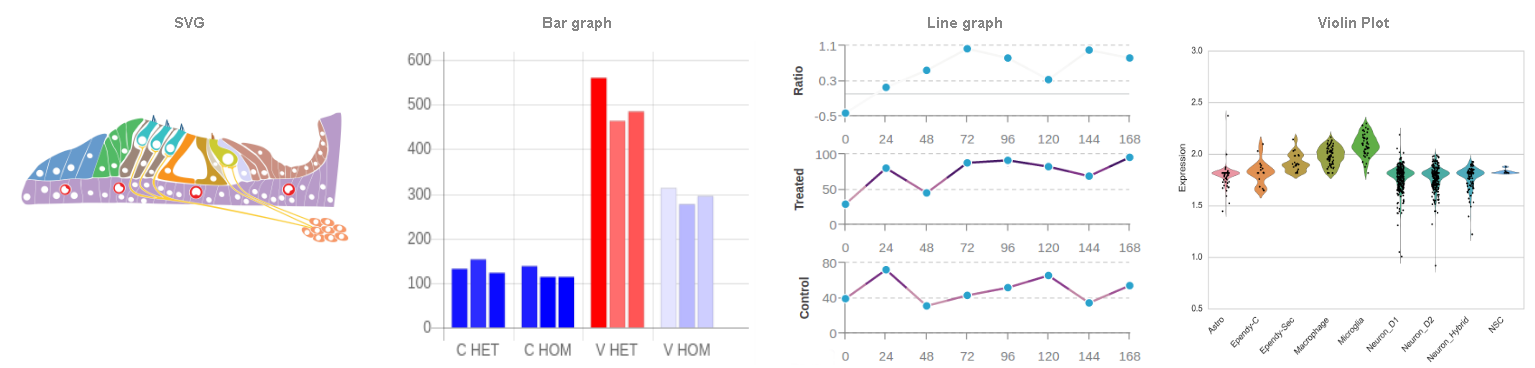 SVG
Bar graph
600
500
400
300
200
100
0
C HET C HOM V HET V HOM
Line graph
Ratio
1.1
0.3
-0.5
0 24 48 72 96 120 144 168
Treated
100
50
0
0 24 48 72 96 120 144 168
Control
80
40
0
0 24 48 72 96 120 144 168
Violin Plot
Expression
3.0
2.5
2.0
1.5
1.0
0.5
Astro
Ependy-C
Ependy-Sec
Macrophage
Microglia
Neuron_D1
Neuron_D2
Neuron_Hybrid
NSC